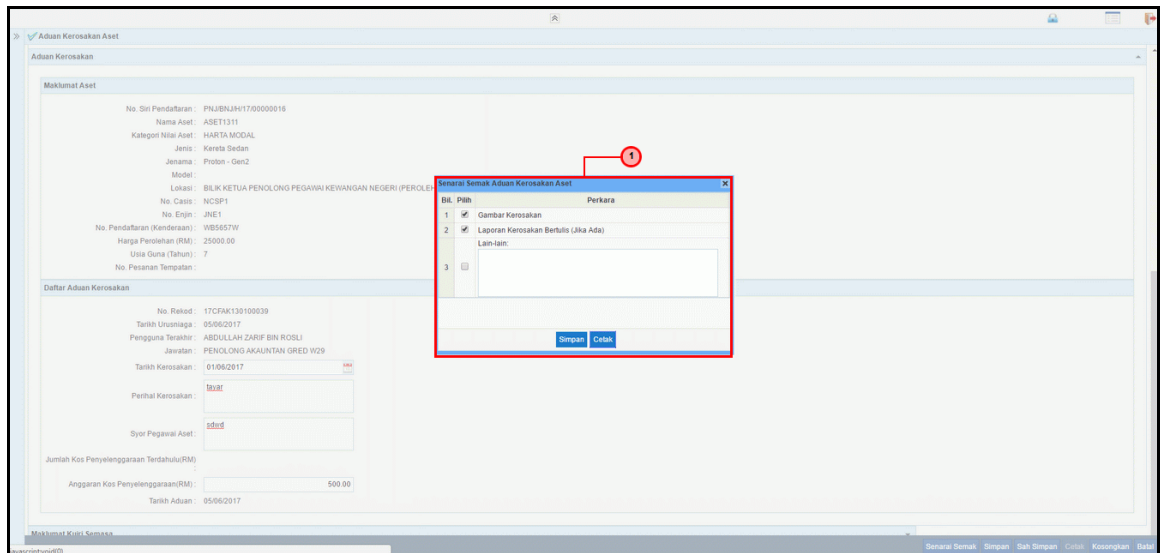 Aduan Kerosakan Aset
Aduan Kerosakan
Maklumat Aset
No. Siri Pendaftaran : PNJ/BNJ/H/17/00000016
Nama Aset : ASET1311
Kategori Nilai Aset : HARTA MODAL
Jenis : Kereta Sedan
Jenama : Proton - Gen2
Model :
Lokasi : BILIK KETUA PENOLONG PEGAWAI KEWANGAN NEGERI (PEROLEH
No. Casis : NCSP1
No. Enjin : JNE1
No. Pendaftaran (Kenderaan) : WB5657W
Harga Perolehan (RM) : 25000.00
Usia Guna (Tahun) : 7
No. Pesanan Tempatan :
Daftar Aduan Kerosakan
No. Rekod : 17CFAK130100039
Tarikh Urusniaga : 05/06/2017
Pengguna Terakhir : ABDULLAH ZARIF BIN ROSLI
Jawatan : PENOLONG AKAUNTAN GRED W29
Tarikh Kerosakan : 01/06/2017
Perihal Kerosakan : tavar
Syor Pegawai Aset : sdwd
Jumlah Kos Penyelenggaraan Terdahulu(RM)
:
Anggaran Kos Penyelenggaraan(RM) : 500.00
Tarikh Aduan : 05/06/2017
Maklumat Kuiri Semasa
1
Senarai Semak Aduan Kerosakan Aset
Bil. Pilih Perkara
1 Gambar Kerosakan
2 Laporan Kerosakan Bertulis (Jika Ada)
Lain-lain:
3
Simpan Cetak
avascript:void(0)
Senarai Semak Simpan Sah Simpan Cetak Kosongkan Batal